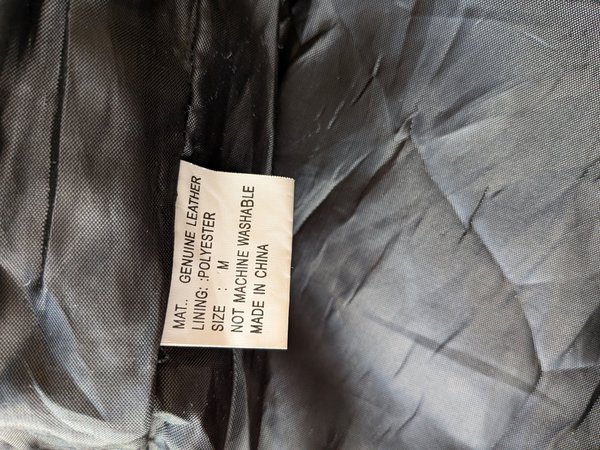 MAT.. GENUINE LEATHER
LINING: :POLYESTER
SIZE : M
NOT MACHINE WASHABLE
MADE IN CHINA